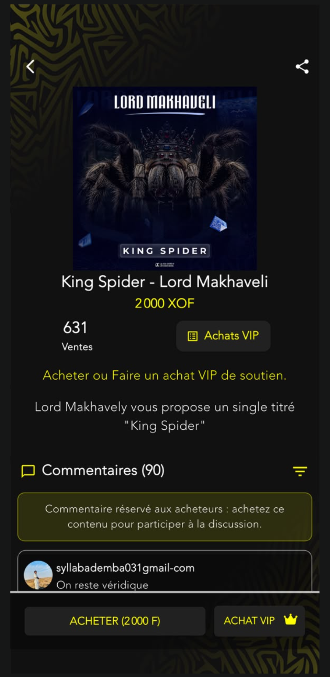 LORD MAKHAVELI
KING SPIDER
King Spider - Lord Makhaveli
2 000 XOF
631
Ventes
Achats VIP
Acheter ou Faire un achat VIP de soutien.
Lord Makhavely vous propose un single titré
"King Spider"
Commentaires (90)
Commentaire réservé aux acheteurs : achetez ce
contenu pour participer à la discussion.
syllabademba031gmail-com
On reste véridique
ACHETER (2 000 F)
ACHAT VIP